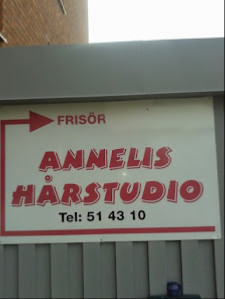 FRISÖR
ANNELIS
HÅRSTUDIO
Tel: 51 43 10